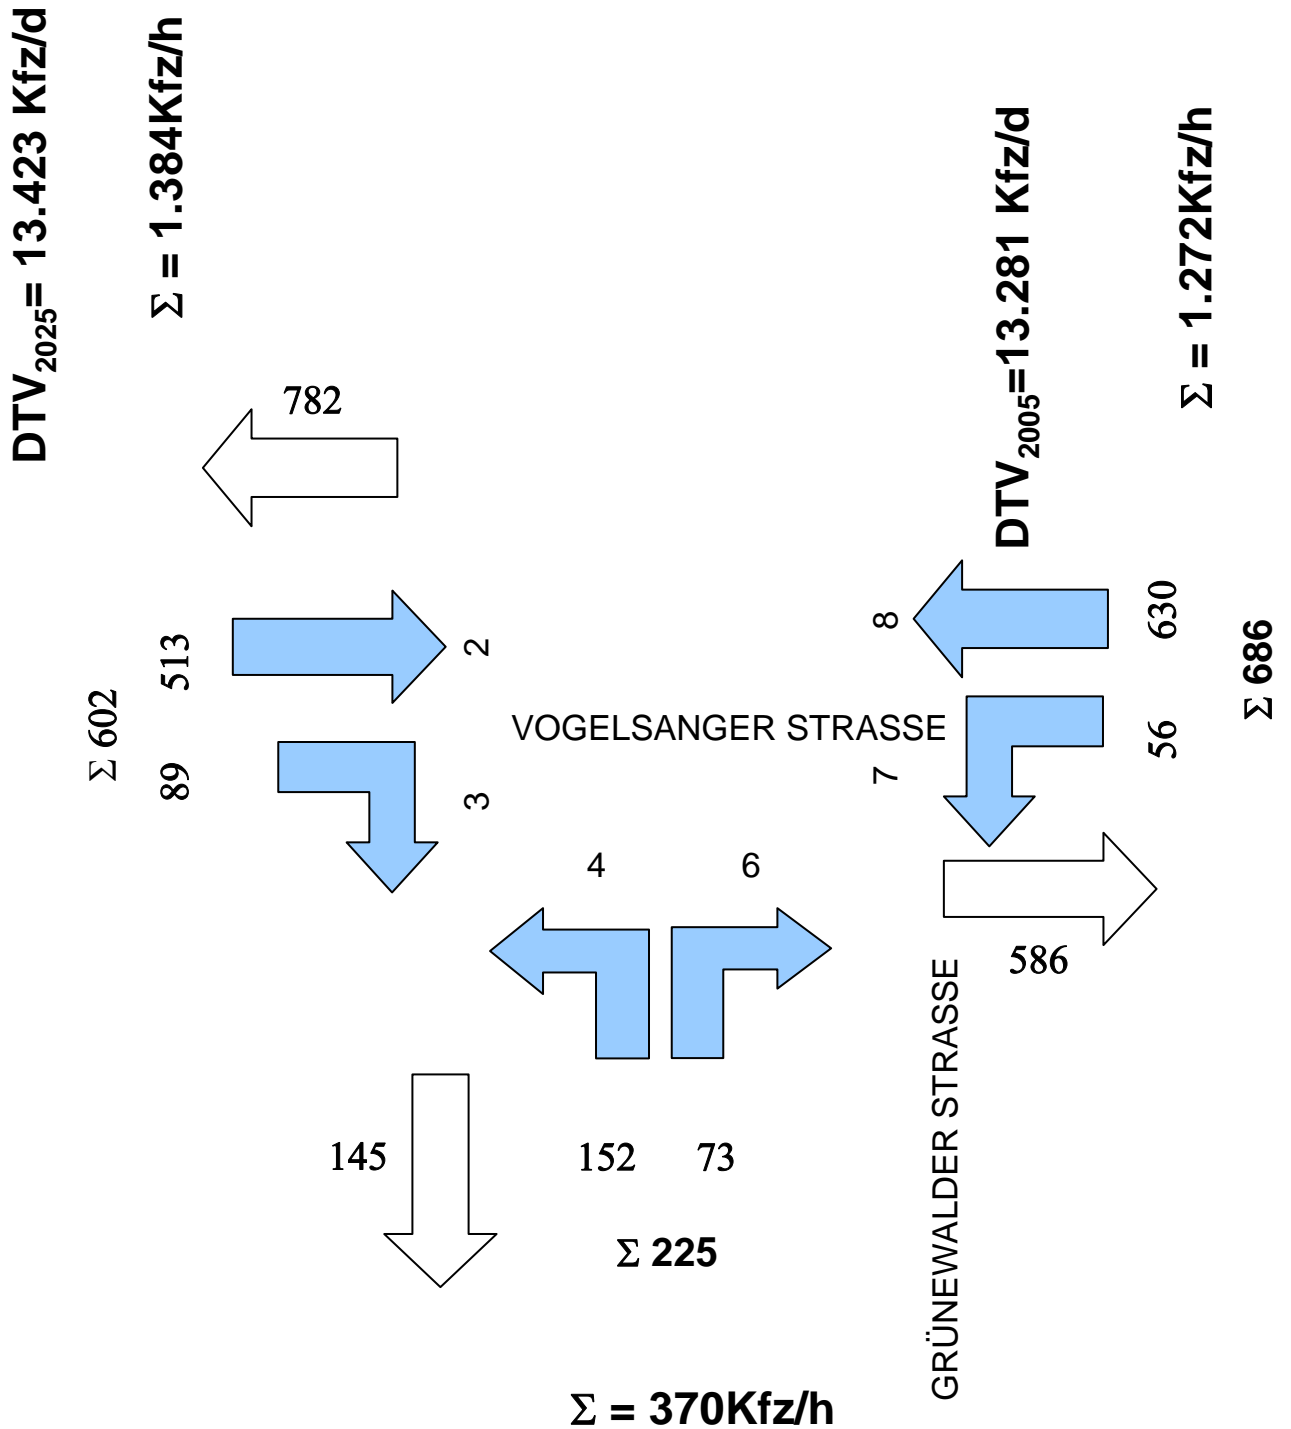 DTV2025= 13.423 Kfz/d
Σ = 1.384Kfz/h
DTV2005=13.281 Kfz/d
Σ = 1.272Kfz/h
782
513
2
8
630
Σ 602
Σ 686
VOGELSANGER STRASSE
89
3
7
56
4
6
586
GRÜNEWALDER STRASSE
145
152
73
Σ 225
Σ = 370Kfz/h